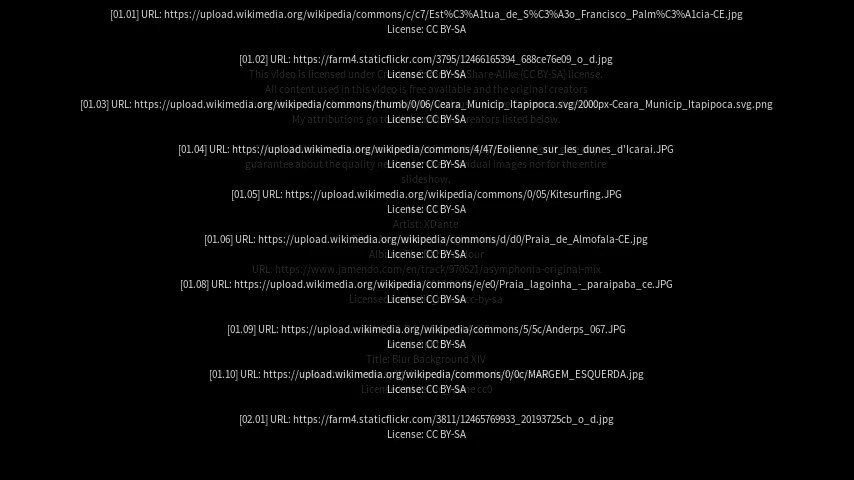 [01.01] URL: https://upload.wikimedia.org/wikipedia/commons/c/c7/Est%C3%A1tua_de_S%C3%A3o_Francisco_Palm%C3%A1cia-CE.jpg
License: CC BY-SA
[01.02] URL: https://farm4.staticflickr.com/3795/12466165394_688ce76e09_o_d.jpg
This video is licensed under Share-Alike (CC BY-SA) license.
License: CC BY-SA
All content used in this video is free available and the original creators
[01.03] URL: https://upload.wikimedia.org/wikipedia/commons/thumb/0/06/Ceara_Municip_Itapipoca.svg/2000px-Ceara_Municip_Itapipoca.svg.png
My attributions go to listed below.
License: CC BY-SA
[01.04] URL: https://upload.wikimedia.org/wikipedia/commons/4/47/Eolienne_sur_les_dunes_d'Icarai.JPG
guarantee about the quality images nor for the entire
License: CC BY-SA
slideshow.
[01.05] URL: https://upload.wikimedia.org/wikipedia/commons/0/05/Kitesurfing.JPG
License: CC BY-SA
Artist: XDante
[01.06] URL: https://upload.wikimedia.org/wikipedia/commons/d/d0/Praia_de_Almofala-CE.jpg
License: CC BY-SA
URL: https://www.jamendo.com/en/track/970521/asymphonia-original-mix
[01.08] URL: https://upload.wikimedia.org/wikipedia/commons/e/e0/Praia_lagoinha_-_paraipaba_ce.JPG
License: CC BY-SA
[01.09] URL: https://upload.wikimedia.org/wikipedia/commons/5/5c/Anderps_067.JPG
License: CC BY-SA
Title: Blur Background XIV
[01.10] URL: https://upload.wikimedia.org/wikipedia/commons/0/0c/MARGEM_ESQUERDA.jpg
License: CC BY-SA
[02.01] URL: https://farm4.staticflickr.com/3811/12465769933_20193725cb_o_d.jpg
License: CC BY-SA